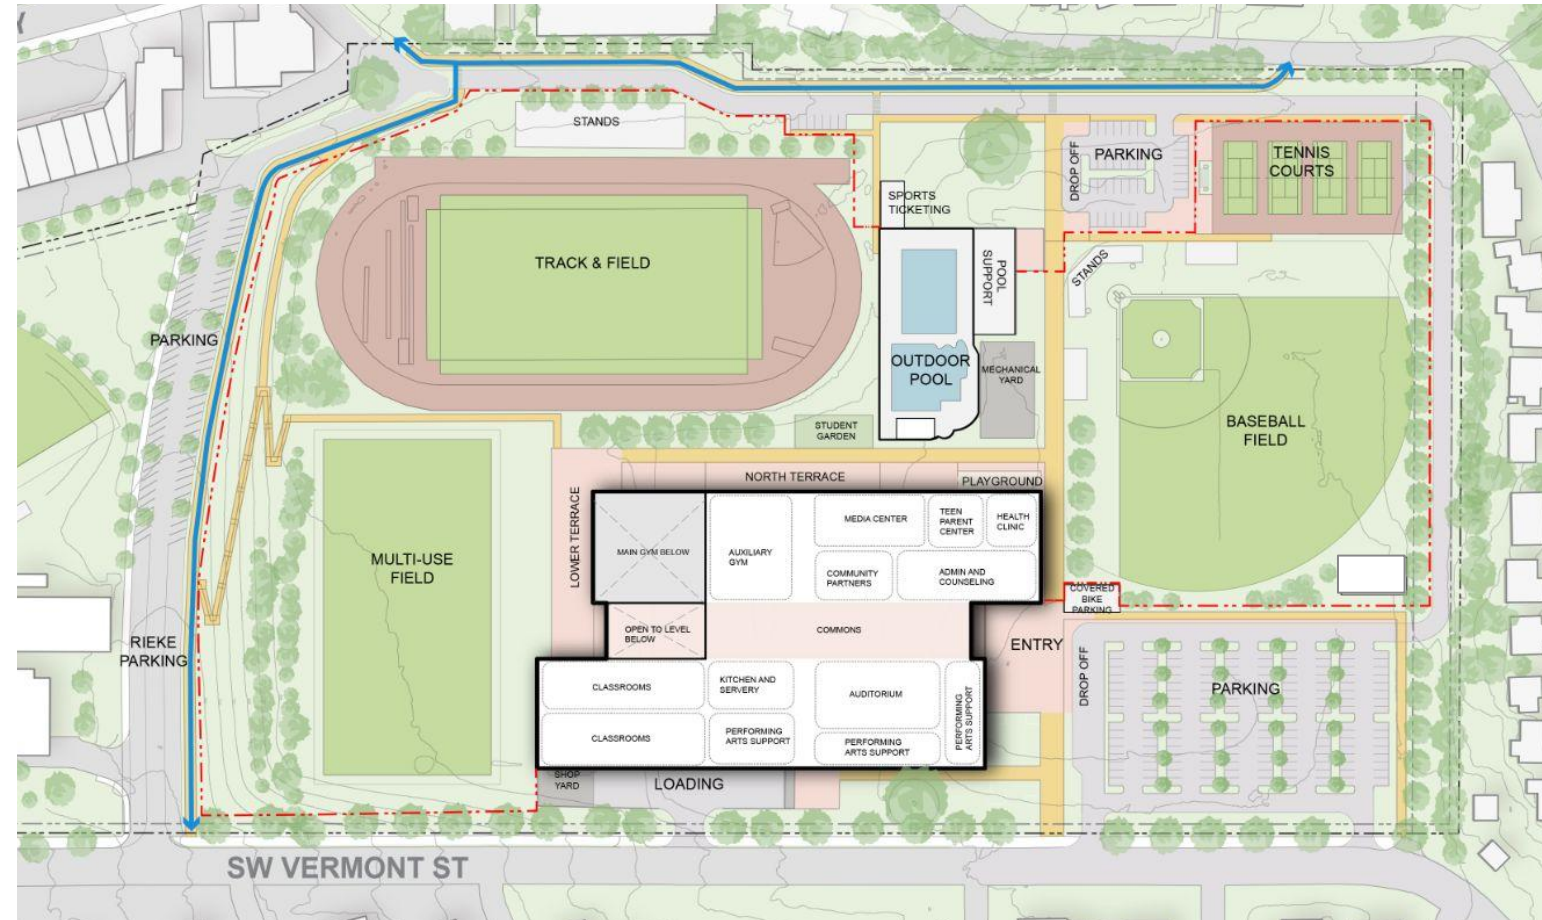 STANDS
PARKING
DROP OFF
TENNIS
COURTS
SPORTS
TICKETING
TRACK & FIELD
POOL
SUPPORT
STANDS
PARKING
OUTDOOR
POOL
MECHANICAL
YARD
STUDENT
GARDEN
BASEBALL
FIELD
NORTH TERRACE
PLAYGROUND
LOWER TERRACE
MULTI-USE
FIELD
MAIN GYM BELOW
AUXILIARY
GYM
MEDIA CENTER
TEEN
PARENT
CENTER
HEALTH
CLINIC
COMMUNITY
PARTNERS
ADMIN AND
COUNSELING
COVERED
BIKE
PARKING
OPEN TO LEVEL
BELOW
COMMONS
ENTRY
RIEKE
PARKING
DROP OFF
PARKING
CLASSROOMS
KITCHEN AND
SERVERY
AUDITORIUM
PERFORMING
ARTS SUPPORT
CLASSROOMS
PERFORMING
ARTS SUPPORT
PERFORMING
ARTS SUPPORT
SHOP
YARD
LOADING
SW VERMONT ST